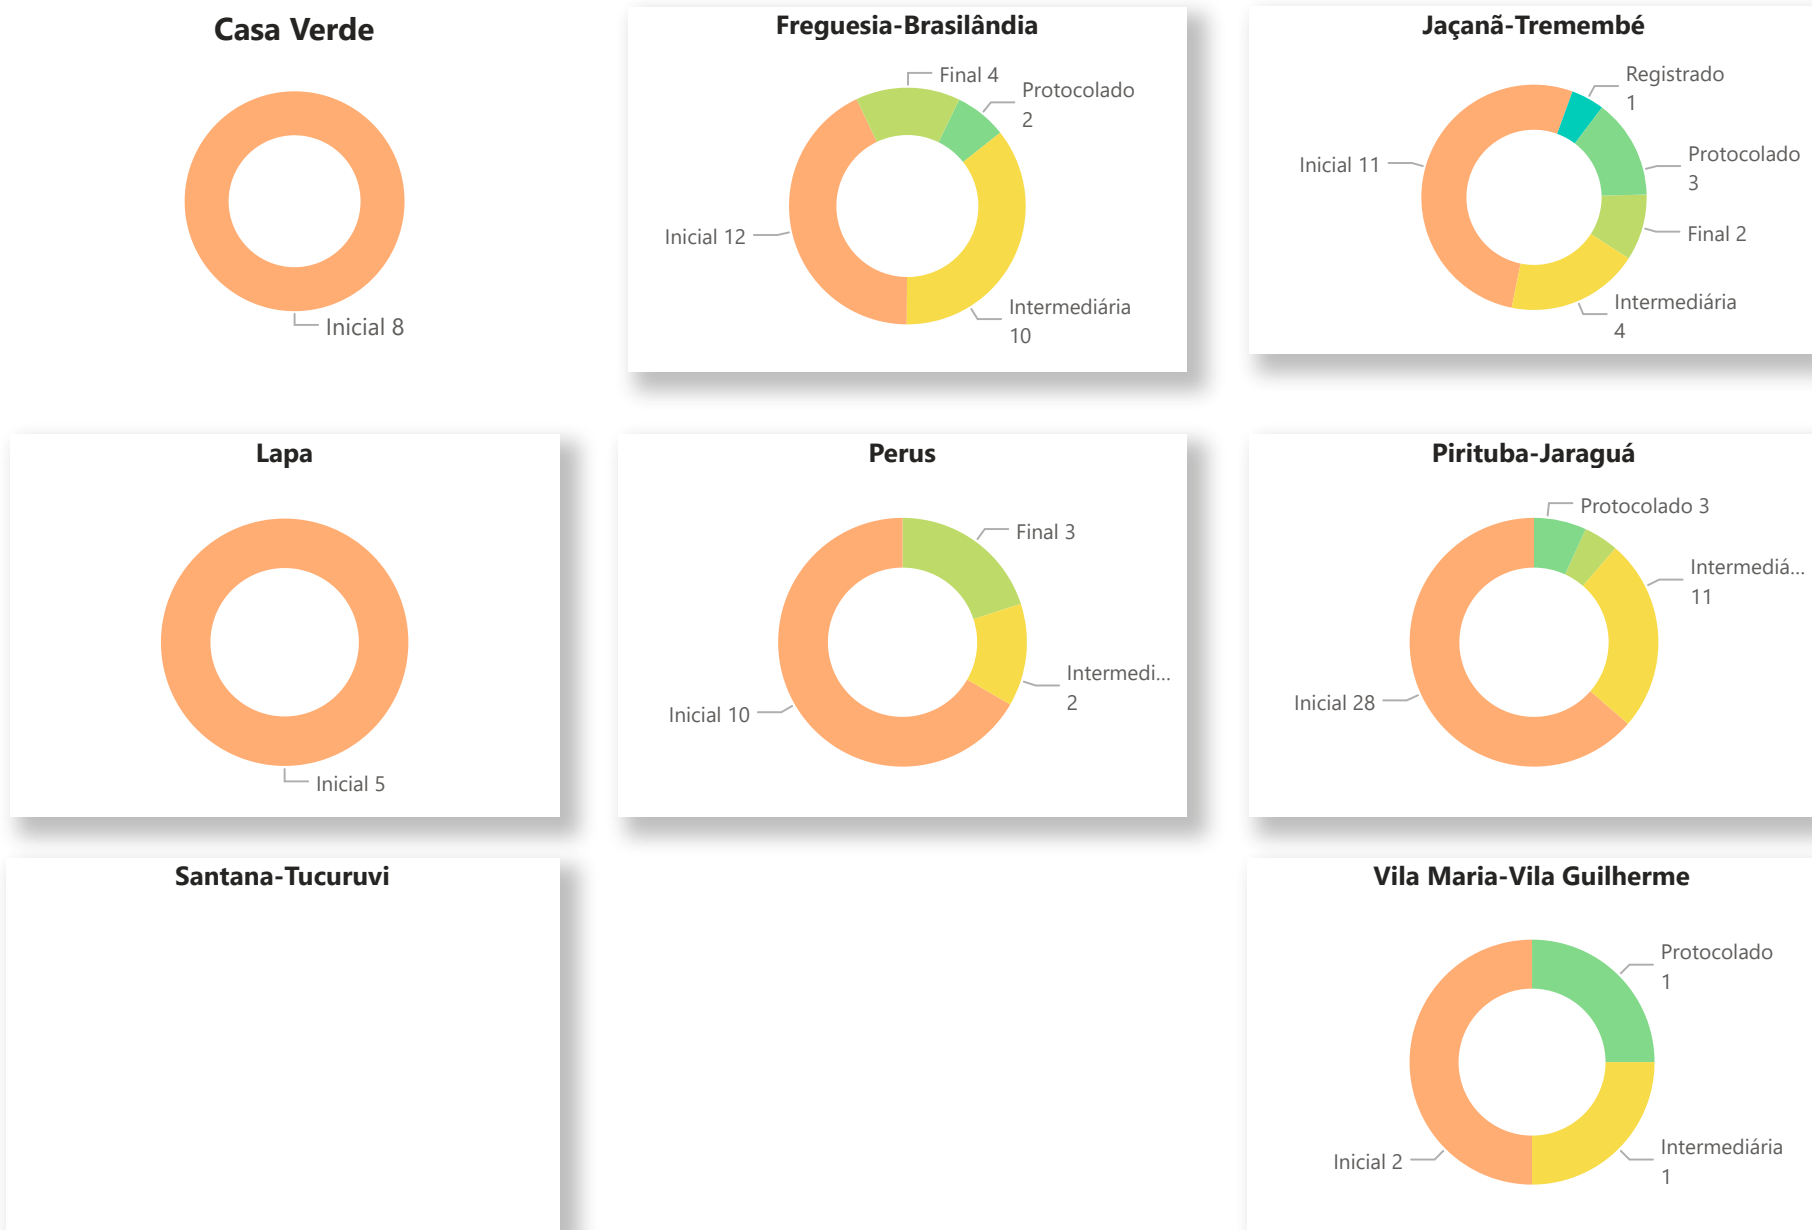 Casa Verde
Inicial 8
Freguesia-Brasilândia
Final 4
Protocolado
2
Inicial 12
Intermediária
10
Jaçanã-Tremembé
Registrado
1
Inicial 11
Protocolado
3
Final 2
Intermediária
4
Lapa
Inicial 5
Perus
Final 3
Intermedi...
2
Inicial 10
Pirituba-Jaraguá
Protocolado 3
Intermediá...
11
Inicial 28
Santana-Tucuruvi
Vila Maria-Vila Guilherme
Protocolado
1
Inicial 2
Intermediária
1